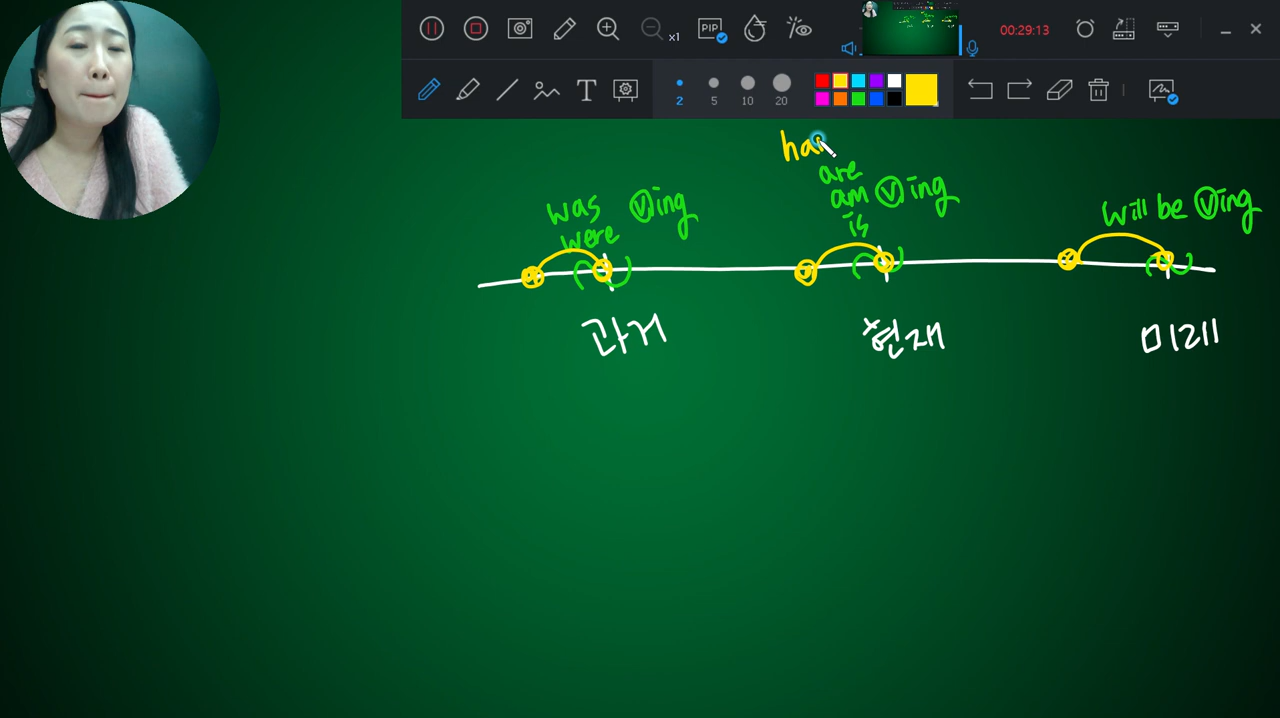 PIP
x1
00:29:13
T
2 5 10 20
ha
are
was
were
Ⓥing
am
is
Ⓥing
will be Ⓥing
과거
현재
미래